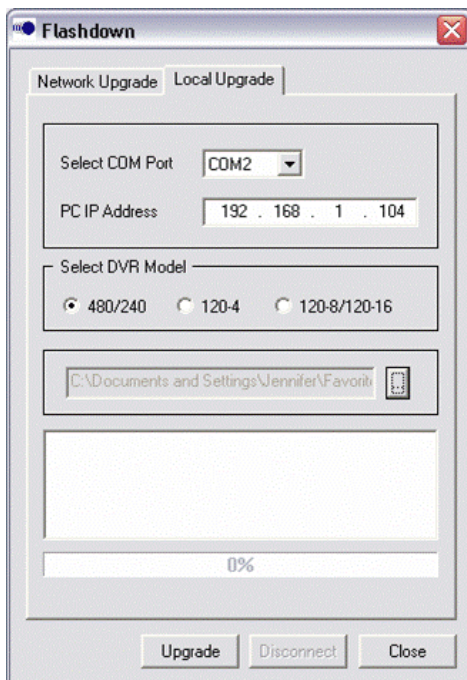 Flashdown
Network Upgrade Local Upgrade
Select COM Port COM2
PC IP Address 192 . 168 . 1 . 104
Select DVR Model
480/240 120-4 120-8/120-16
C:\Documents and Settings\Jennifer\Favorit
...
0%
Upgrade Disconnect Close